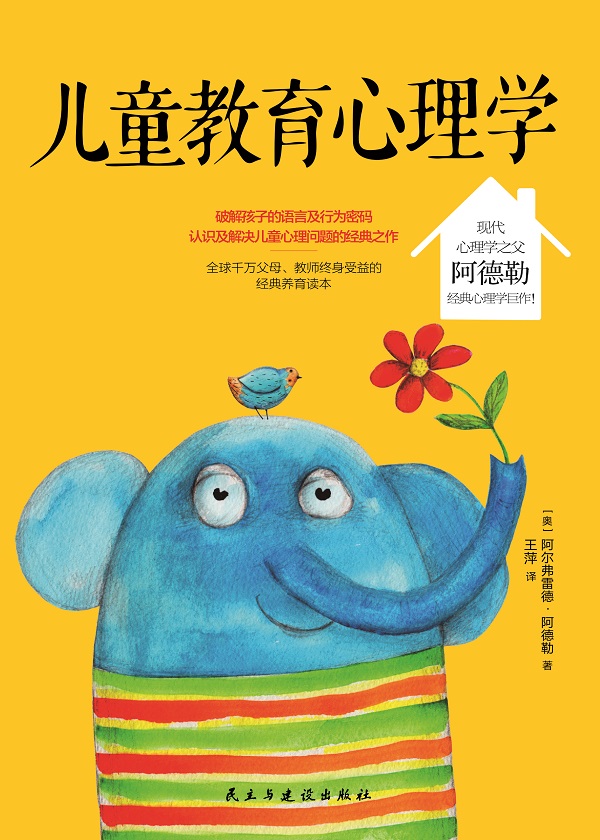 儿童教育心理学
破解孩子的语言及行为密码
认识及解决儿童心理问题的经典之作
全球千万父母、教师终身受益的
经典养育读本
现代
心理学之父
阿德勒
经典心理学巨作！
［奥］阿尔弗雷德·阿德勒 著
王萍 译
民主与建设出版社